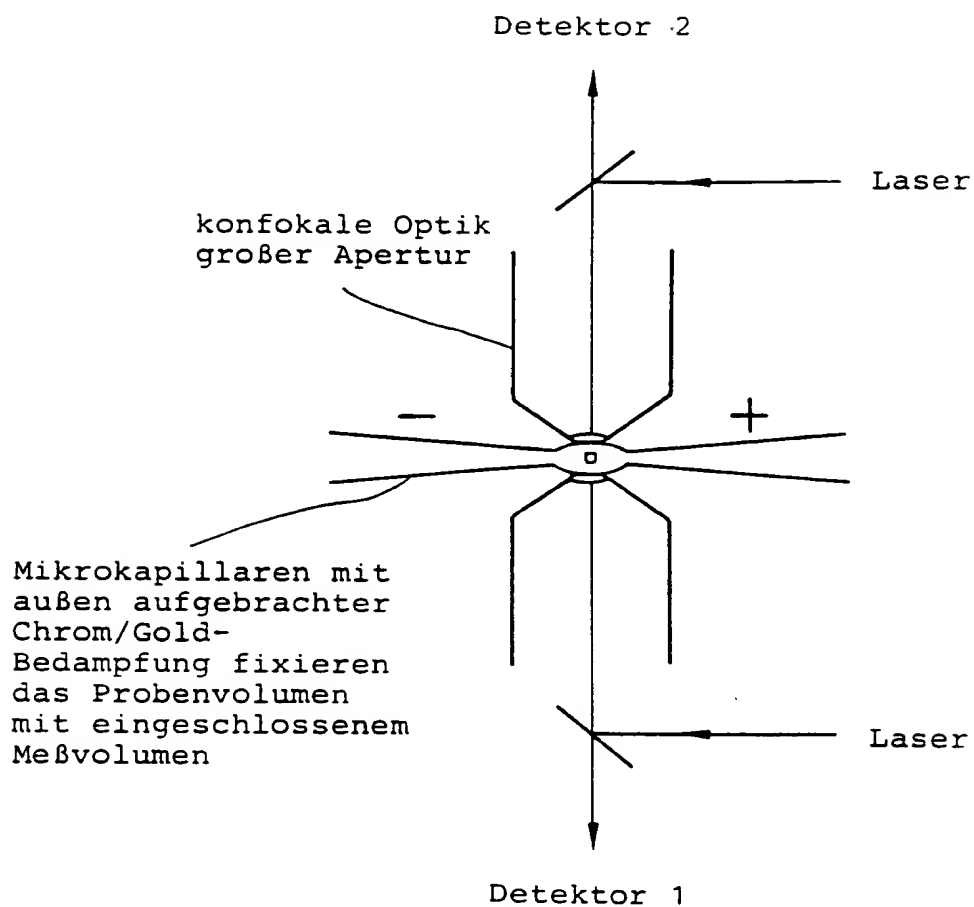 Detektor 2
Laser
konfokale Optik
großer Apertur
−
+
Mikrokapillaren mit
außen aufgebrachter
Chrom/Gold-
Bedampfung fixieren
das Probenvolumen
mit eingeschlossenem
Meßvolumen
Laser
Detektor 1